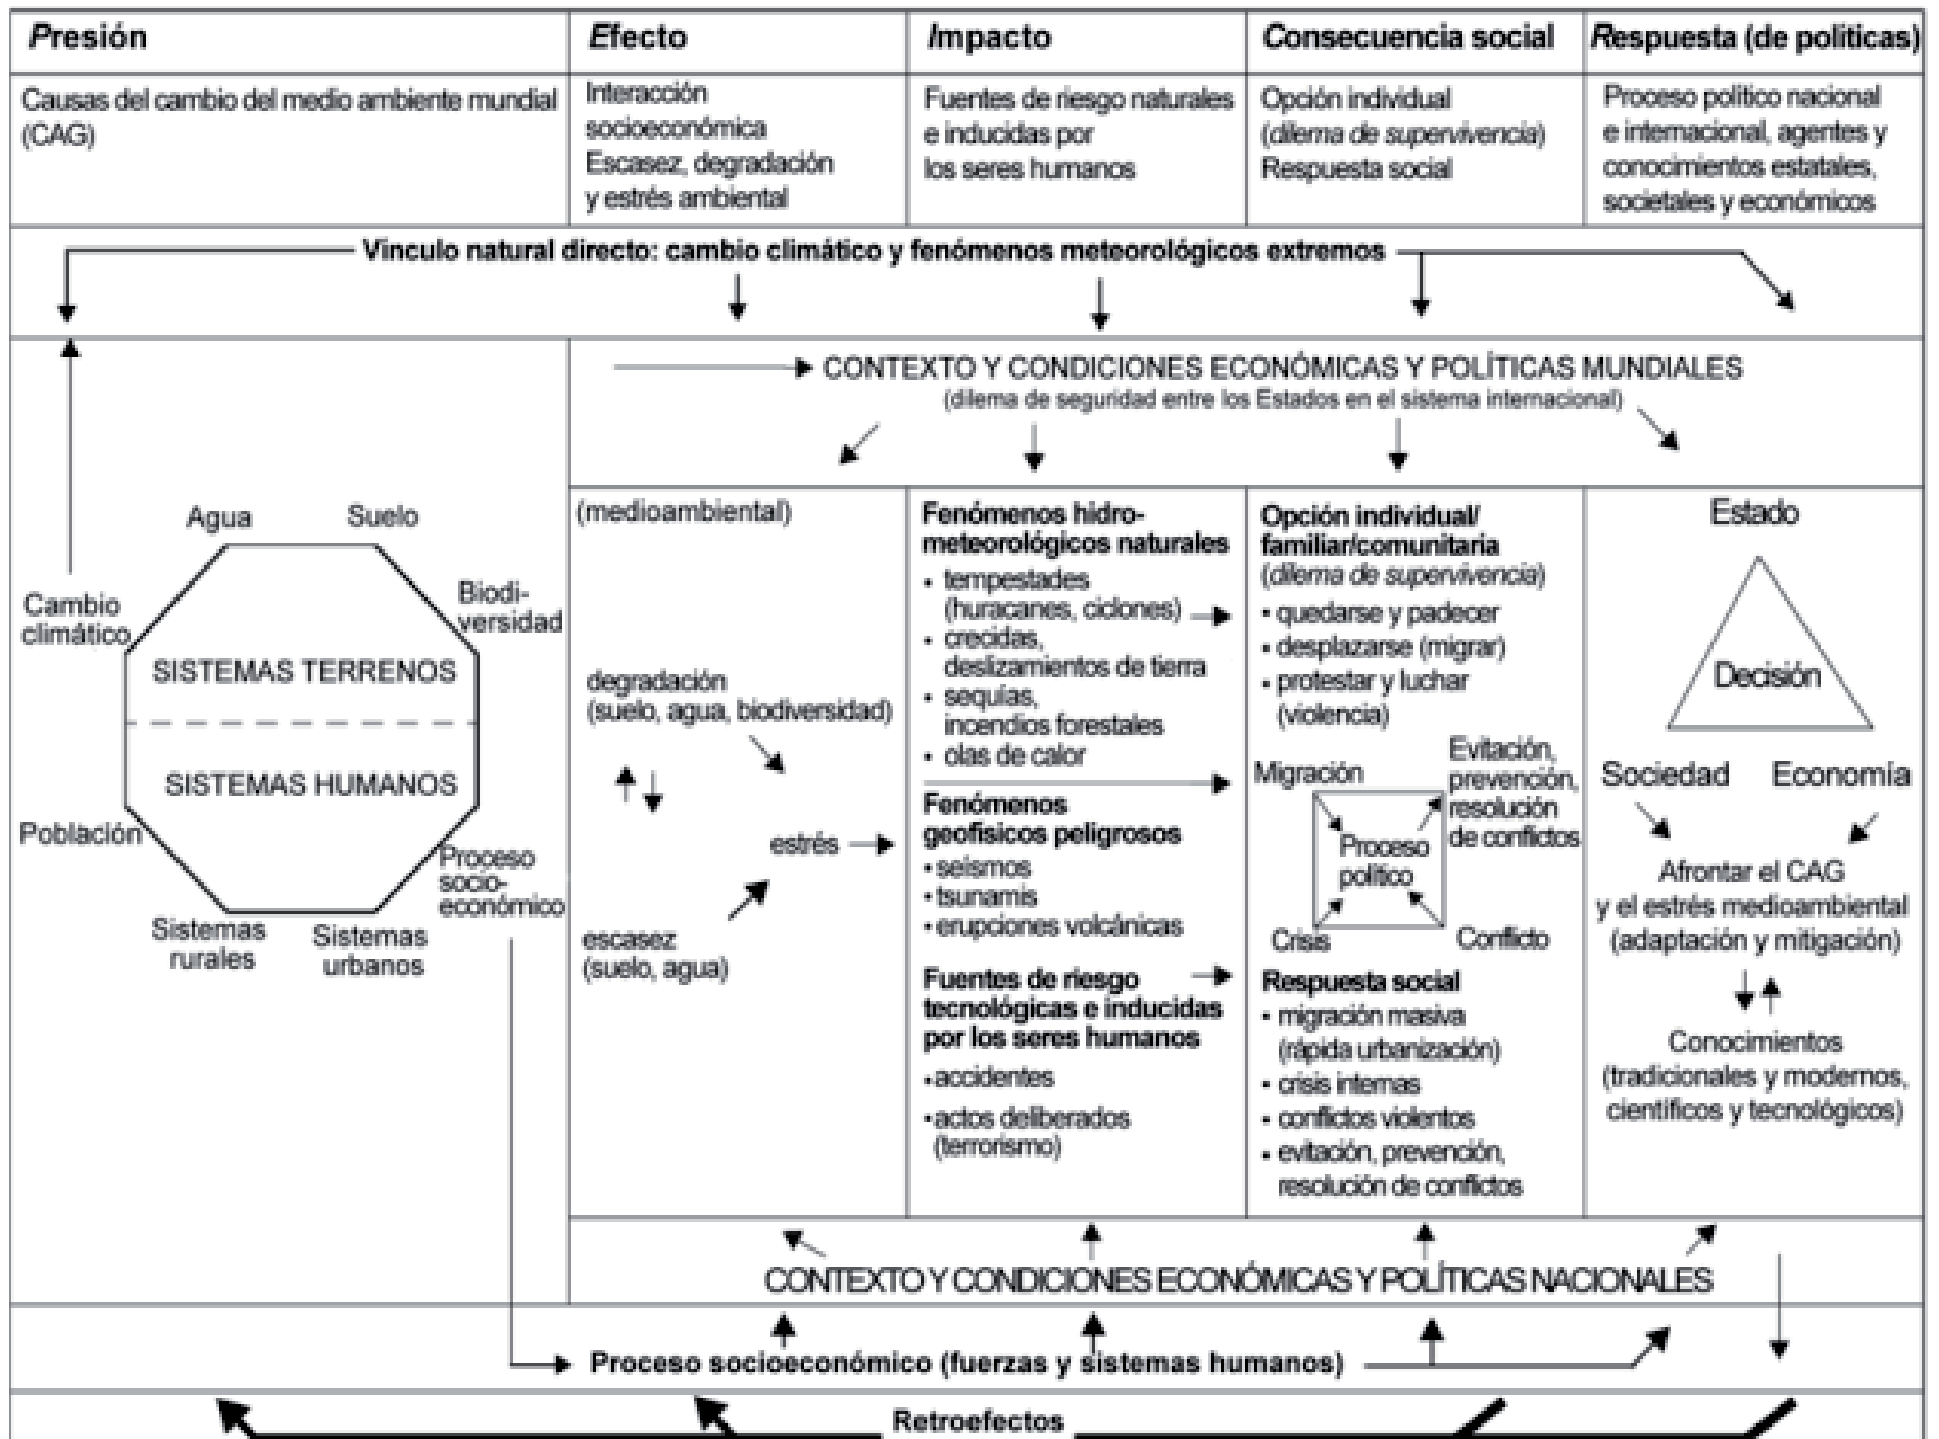 Presión
Efecto
Impacto
Consecuencia social
Respuesta (de politicas)
Causas del cambio del medio ambiente mundial
(CAG)
Interacción
socioeconómica
Escasez, degradación
y estrés ambiental
Fuentes de riesgo naturales
e inducidas por
los seres humanos
Opción individual
(dilema de supervivencia)
Respuesta social
Proceso politico nacional
e internacional, agentes y
conocimientos estatales,
societales y económicos
Vinculo natural directo: cambio climático y fenómenos meteorológicos extremos
CONTEXTO Y CONDICIONES ECONÓMICAS Y POLÍTICAS MUNDIALES
(dilema de seguridad entre los Estados en el sistema internacional)
Agua
Suelo
Cambio
climático
Biodi-
versidad
SISTEMAS TERRENOS
SISTEMAS HUMANOS
Población
Proceso
socio-
económico
Sistemas
rurales
Sistemas
urbanos
(medioambiental)
degradación
(suelo, agua, biodiversidad)
estrés
escasez
(suelo, agua)
Fenómenos hidro-
meteorológicos naturales
• tempestades
(huracanes, ciclones)
• crecidas,
deslizamientos de tierra
• sequias,
incendios forestales
• olas de calor
Fenómenos
geofisicos peligrosos
• seismos
• tsunamis
• erupciones volcánicas
Fuentes de riesgo
tecnológicas e inducidas
por los seres humanos
• accidentes
• actos deliberados
(terrorismo)
Opción individual/
familiar/comunitaria
(dilema de supervivencia)
• quedarse y padecer
• desplazarse (migrar)
• protestar y luchar
(violencia)
Migración
Evitación,
prevención,
resolución
de conflictos
Proceso
político
Crisis
Conflicto
Respuesta social
• migración masiva
(rápida urbanización)
• crisis internas
• conflictos violentos
• evitación, prevención,
resolución de conflictos
Estado
Decisión
Sociedad
Economía
Afrontar el CAG
y el estrés medioambiental
(adaptación y mitigación)
Conocimientos
(tradicionales y modernos,
científicos y tecnológicos)
CONTEXTO Y CONDICIONES ECONÓMICAS Y POLÍTICAS NACIONALES
Proceso socioeconómico (fuerzas y sistemas humanos)
Retroefectos